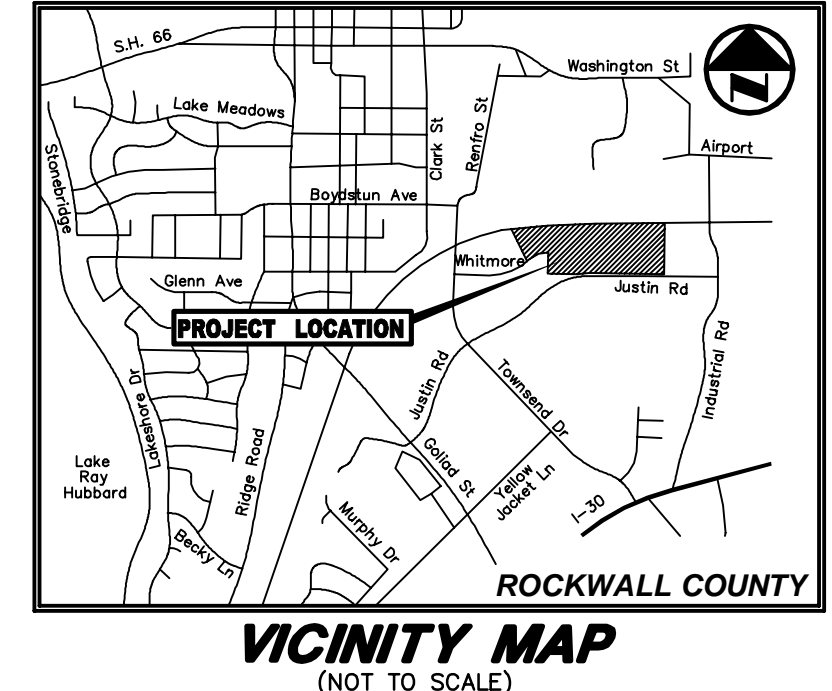 S.H. 66
Washington St
Lake Meadows
Clark St
Renfro St
Airport
Stonebridge
Boydstun Ave
Whitmore
Glenn Ave
Justin Rd
PROJECT LOCATION
Industrial Rd
Justin Rd
Townsend Dr
Lakeshore Dr
Ridge Road
Goliad St
Lake
Ray
Hubbard
Yellow
Jacket Ln
I-30
Murphy Dr
Becky Ln
ROCKWALL COUNTY
N
VICINITY MAP
(NOT TO SCALE)